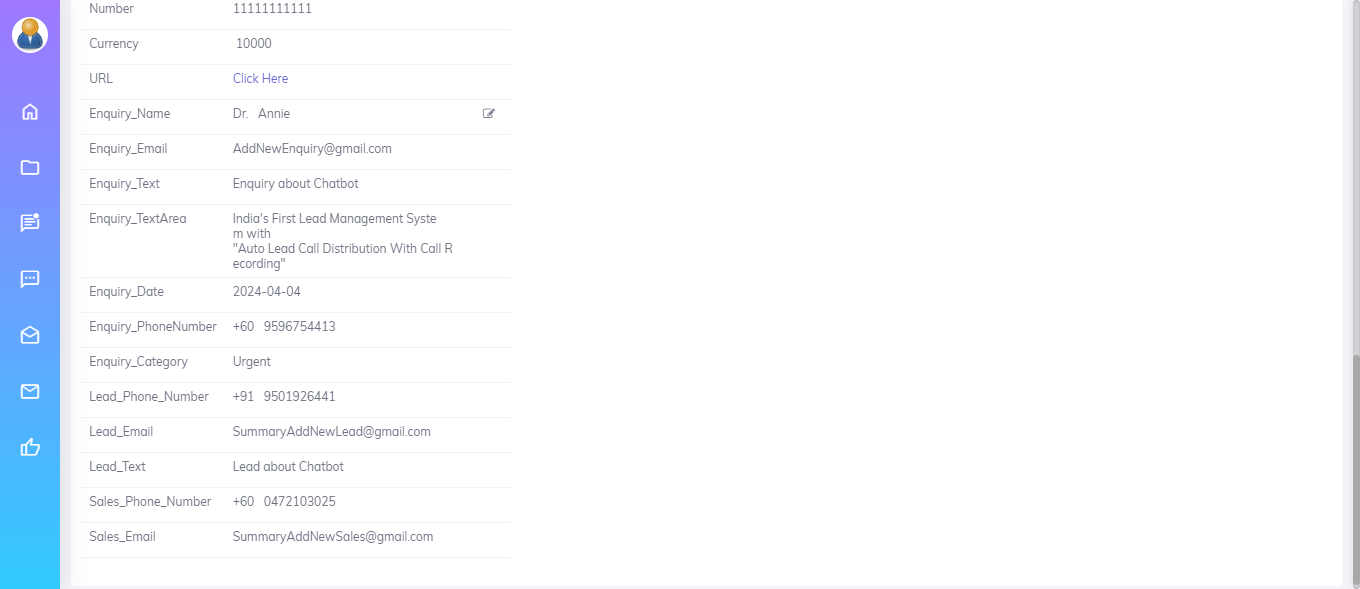 Number 11111111111
Currency 10000
URL Click Here
Enquiry_Name Dr. Annie
Enquiry_Email AddNewEnquiry@gmail.com
Enquiry_Text Enquiry about Chatbot
Enquiry_TextArea India's First Lead Management Syste
m with
"Auto Lead Call Distribution With Call R
ecording"
Enquiry_Date 2024-04-04
Enquiry_PhoneNumber +60 9596754413
Enquiry_Category Urgent
Lead_Phone_Number +91 9501926441
Lead_Email SummaryAddNewLead@gmail.com
Lead_Text Lead about Chatbot
Sales_Phone_Number +60 0472103025
Sales_Email SummaryAddNewSales@gmail.com